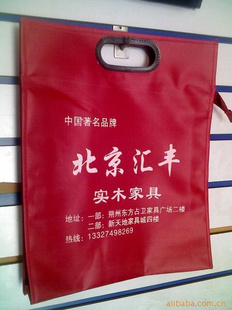 中国著名品牌
北京汇丰
实木家具
地址：一部：朔州东方占卫家具广场二楼
二部：新天地家具城四楼
热线：13327498269
alibaba.com.cn